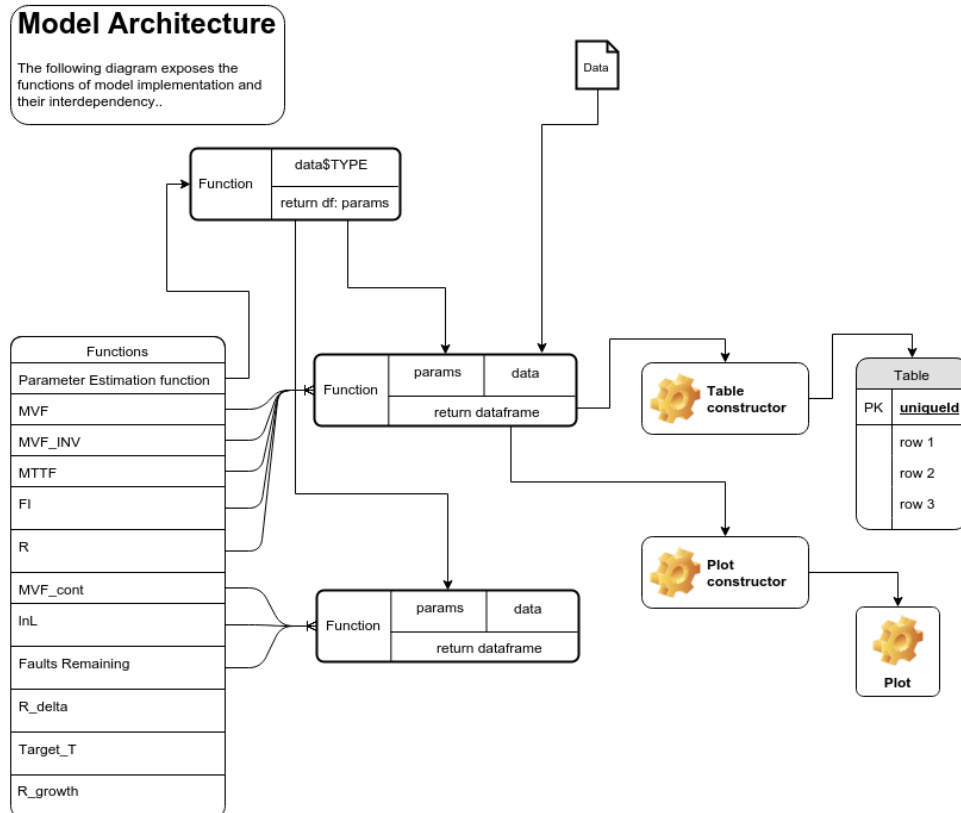 Model Architecture
The following diagram exposes the
functions of model implementation and
their interdependency..
Data
Function
data$TYPE
return df: params
Functions
Parameter Estimation function
MVF
MVF_INV
MTTF
FI
R
MVF_cont
lnL
Faults Remaining
R_delta
Target_T
R_growth
Function
params
data
return dataframe
Function
params
data
return dataframe
Table
constructor
Plot
constructor
Table
PK
uniqueId
row 1
row 2
row 3
Plot